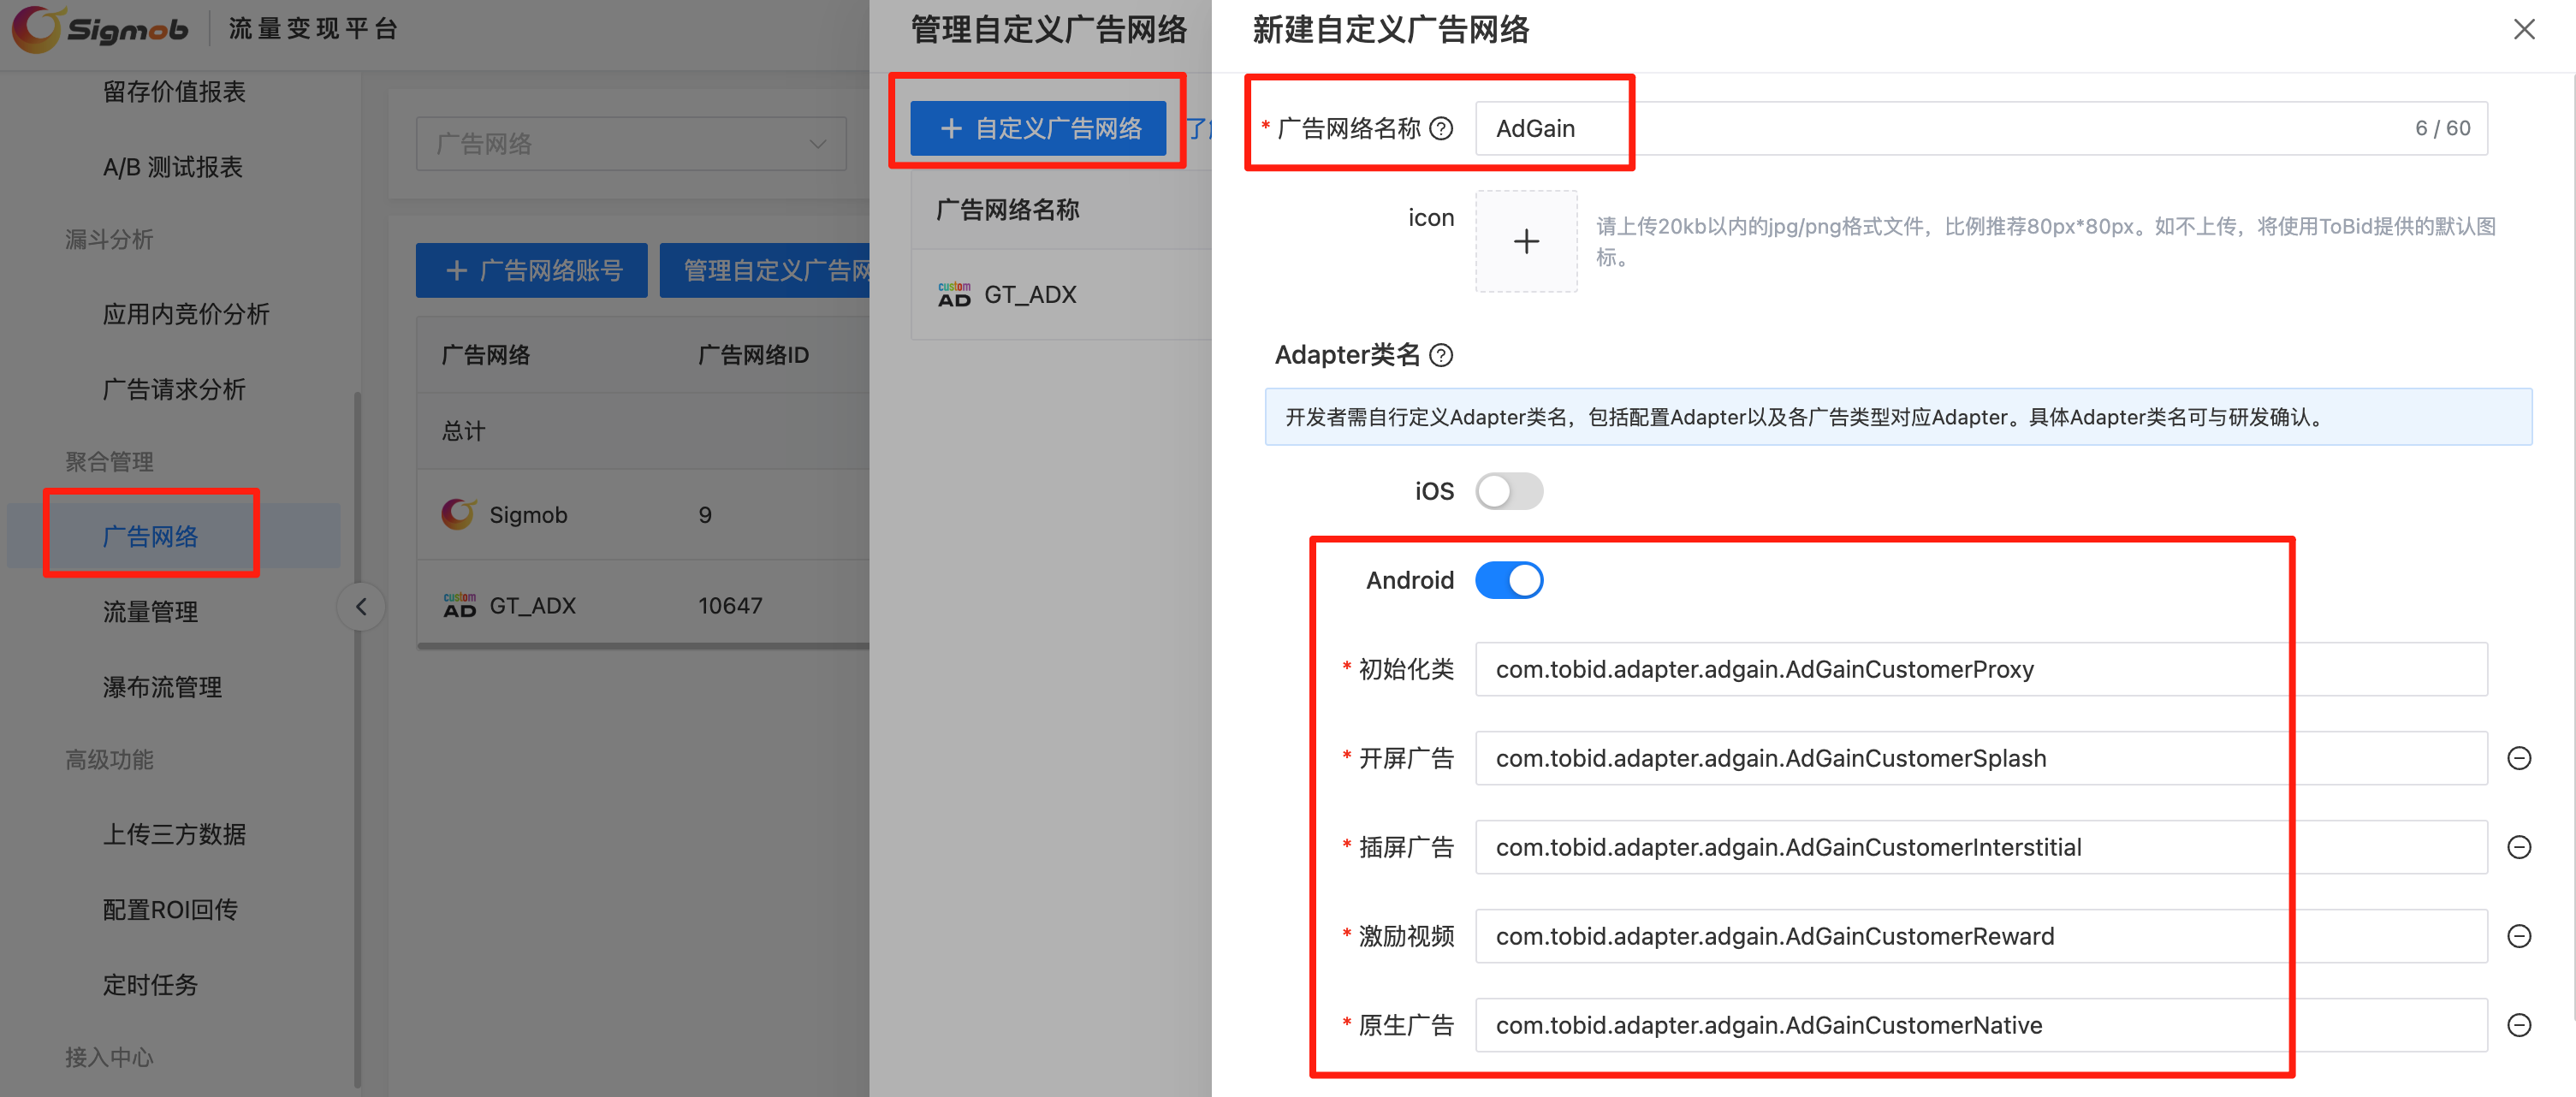 Sigmob
流量变现平台
留存价值报表
A/B 测试报表
漏斗分析
应用内竞价分析
广告请求分析
聚合管理
广告网络
流量管理
瀑布流管理
高级功能
上传三方数据
配置ROI回传
定时任务
接入中心
广告网络
+ 广告网络账号
管理自定义广告网
广告网络 广告网络ID
总计
Sigmob 9
custom
AD GT_ADX 10647
管理自定义广告网络
+ 自定义广告网络
广告网络名称
custom
AD GT_ADX
新建自定义广告网络
* 广告网络名称 ? AdGain 6 / 60
icon
+
请上传20kb以内的jpg/png格式文件，比例推荐80px*80px。如不上传，将使用ToBid提供的默认图
标。
Adapter类名 ?
开发者需自行定义Adapter类名，包括配置Adapter以及各广告类型对应Adapter。具体Adapter类名可与研发确认。
iOS
Android
* 初始化类 com.tobid.adapter.adgain.AdGainCustomerProxy
* 开屏广告 com.tobid.adapter.adgain.AdGainCustomerSplash
* 插屏广告 com.tobid.adapter.adgain.AdGainCustomerInterstitial
* 激励视频 com.tobid.adapter.adgain.AdGainCustomerReward
* 原生广告 com.tobid.adapter.adgain.AdGainCustomerNative